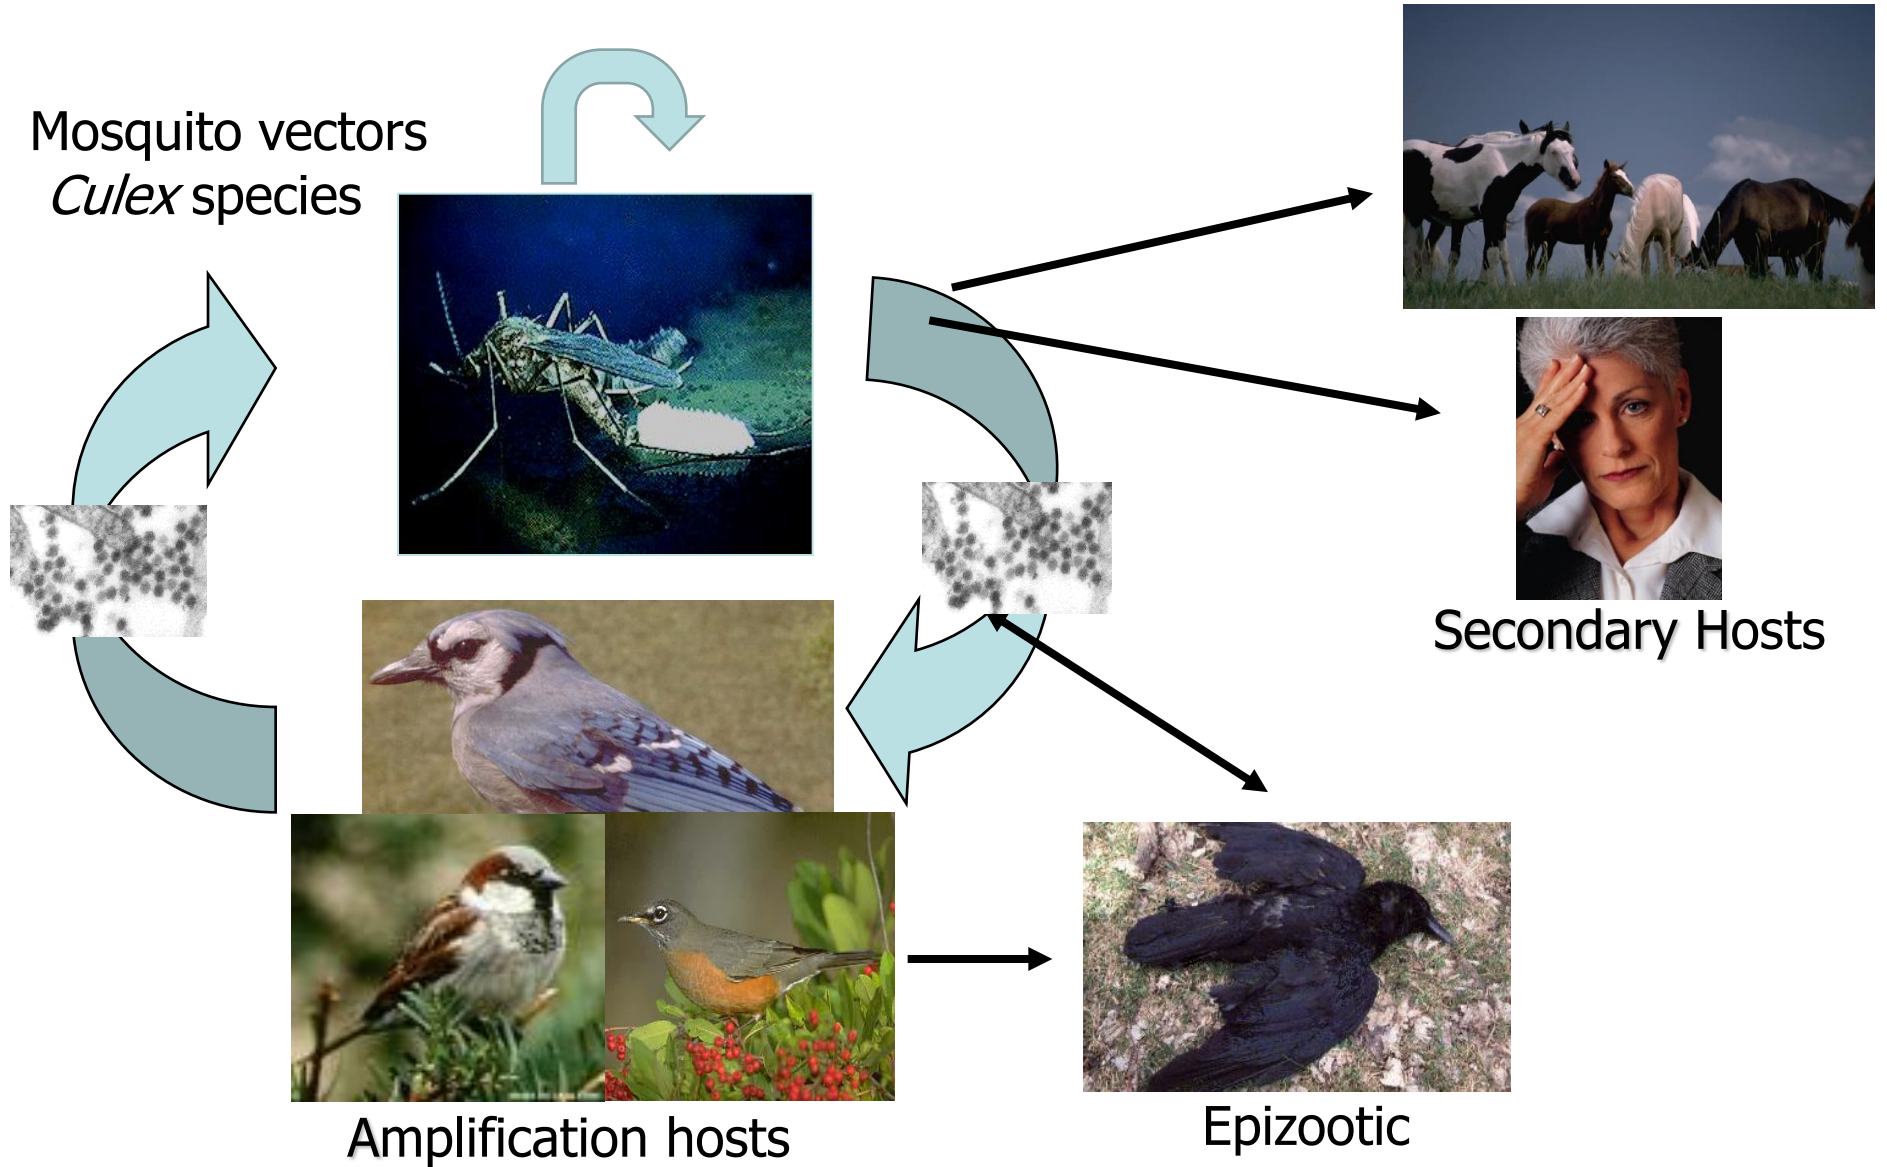 Mosquito vectors
Culex species
Secondary Hosts
Amplification hosts
Epizootic